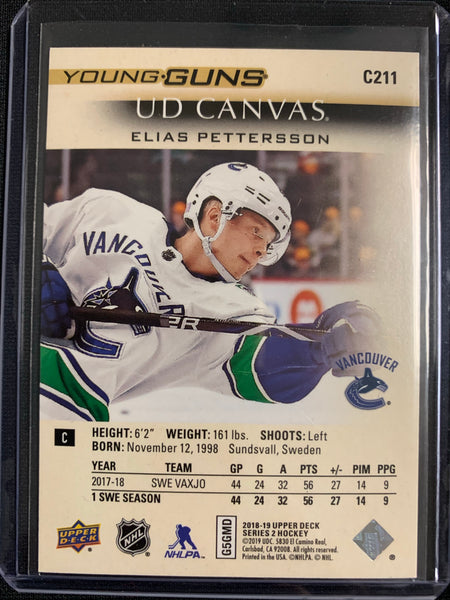 YOUNG·GUNS C211
UD CANVAS®
ELIAS PETTERSSON
VANCOUVER
VANCOUVER
C
HEIGHT: 6'2" WEIGHT: 161 lbs. SHOOTS: Left
BORN: November 12, 1998 Sundsvall, Sweden
YEAR TEAM GP G A PTS +/- PIM PPG
2017-18 SWE VAXJO 44 24 32 56 27 14 9
1 SWE SEASON 44 24 32 56 27 14 9
UPPER DECK
NHL
NHLPA
G5GMD
2018-19 UPPER DECK
SERIES 2 HOCKEY
©2019 UDC. 5830 El Camino Real,
Carlsbad, CA 92008. All rights reserved.
Printed in the USA. ©NHLPA. © NHL.